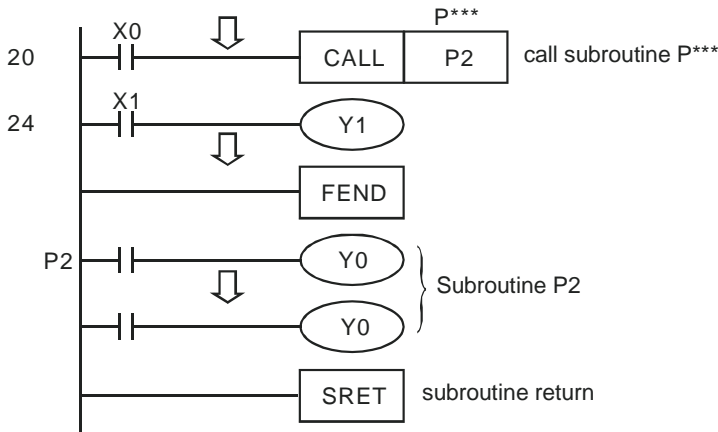 P***
X0
20 CALL P2 call subroutine P***
X1
24 Y1
FEND
P2 Y0
Subroutine P2
Y0
SRET subroutine return